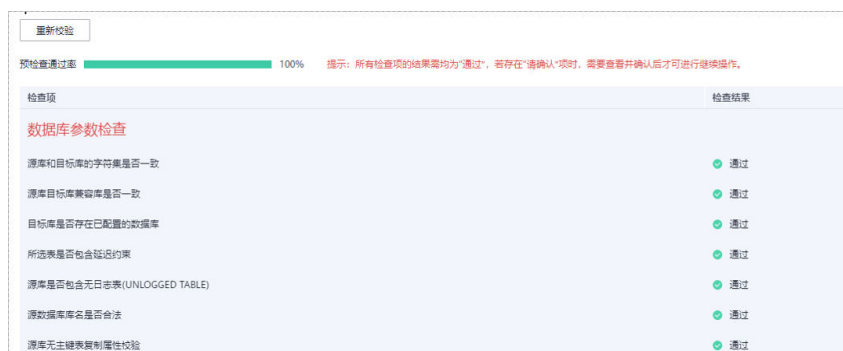 重新校验
预检查通过率 100% 提示：所有检查项的结果需均为"通过"，若存在"请确认"项时，需要查看并确认后才可进行继续操作。
检查项 检查结果
数据库参数检查
源库和目标库的字符集是否一致 通过
源库目标库兼容库是否一致 通过
目标库是否存在已配置的数据库 通过
所选表是否包含延迟约束 通过
源库是否包含无日志表(UNLOGGED TABLE) 通过
源数据库库名是否合法 通过
源库无主键表复制属性校验 通过